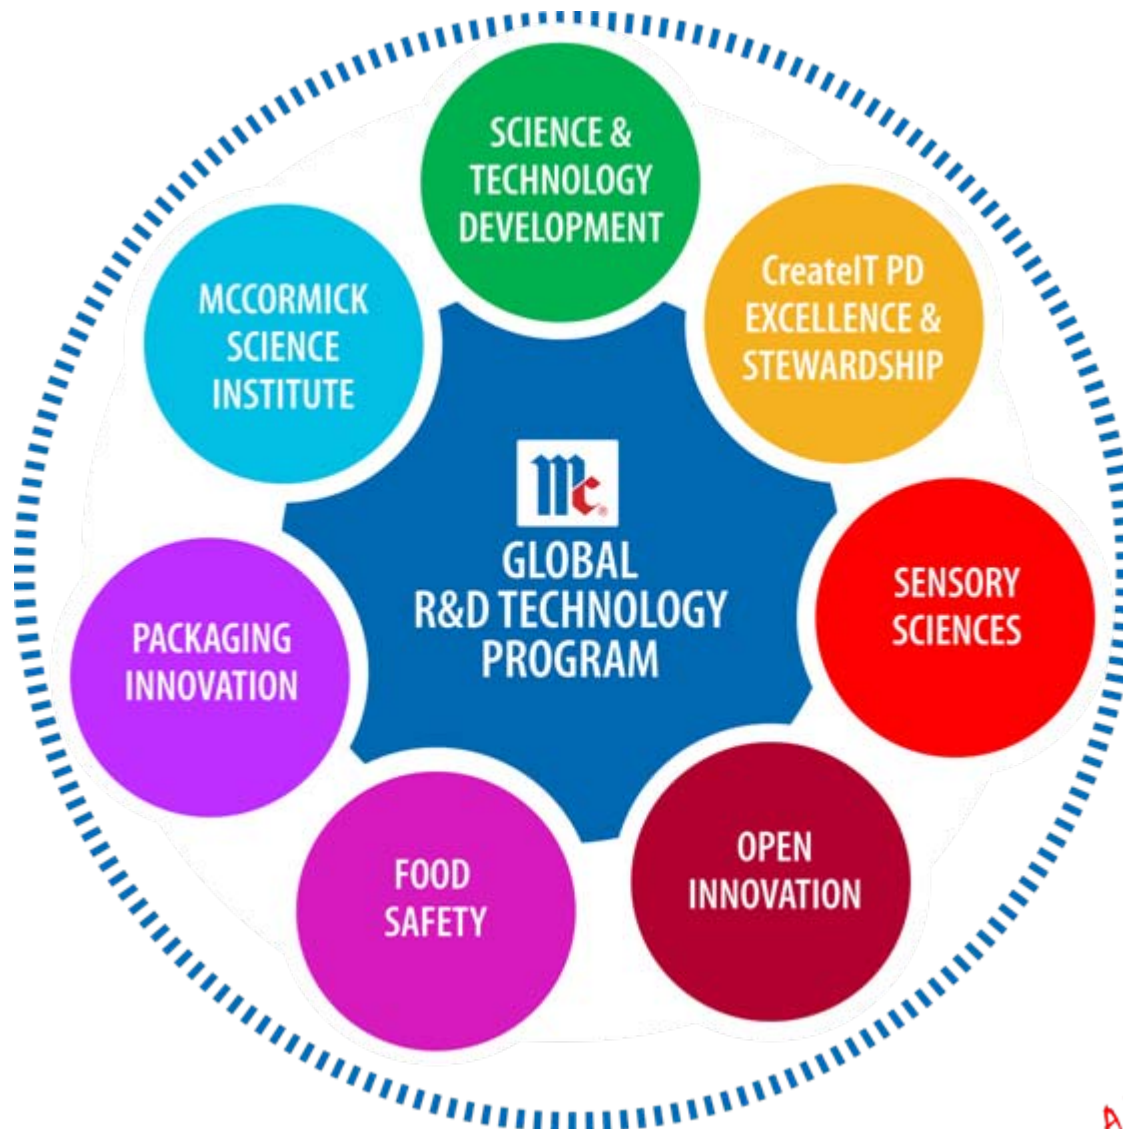 SCIENCE &
TECHNOLOGY
DEVELOPMENT
CreateIT PD
EXCELLENCE &
STEWARDSHIP
SENSORY
SCIENCES
OPEN
INNOVATION
FOOD
SAFETY
PACKAGING
INNOVATION
MCCORMICK
SCIENCE
INSTITUTE
Mc®
GLOBAL
R&D TECHNOLOGY
PROGRAM
A